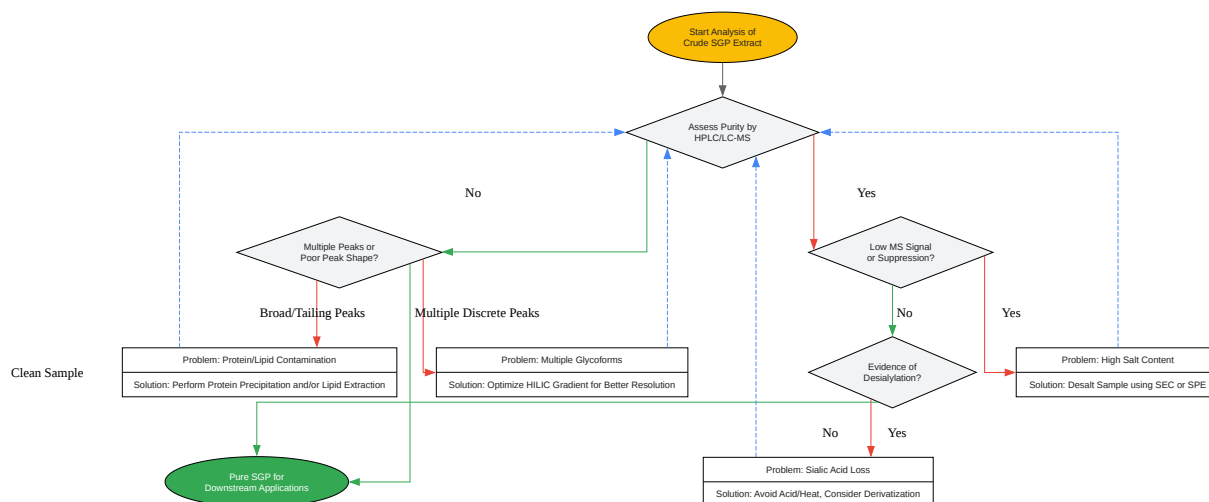 Start Analysis of
Crude SGP Extract
Assess Purity by
HPLC/LC-MS
No
Yes
Multiple Peaks or
Poor Peak Shape?
Low MS Signal
or Suppression?
Broad/Tailing Peaks
Multiple Discrete Peaks
No
Yes
Problem: Protein/Lipid Contamination
Solution: Perform Protein Precipitation and/or Lipid Extraction
Problem: Multiple Glycoforms
Solution: Optimize HILIC Gradient for Better Resolution
Evidence of
Desialylation?
Problem: High Salt Content
Solution: Desalt Sample using SEC or SPE
Clean Sample
No
Yes
Pure SGP for
Downstream Applications
Problem: Sialic Acid Loss
Solution: Avoid Acid/Heat, Consider Derivatization